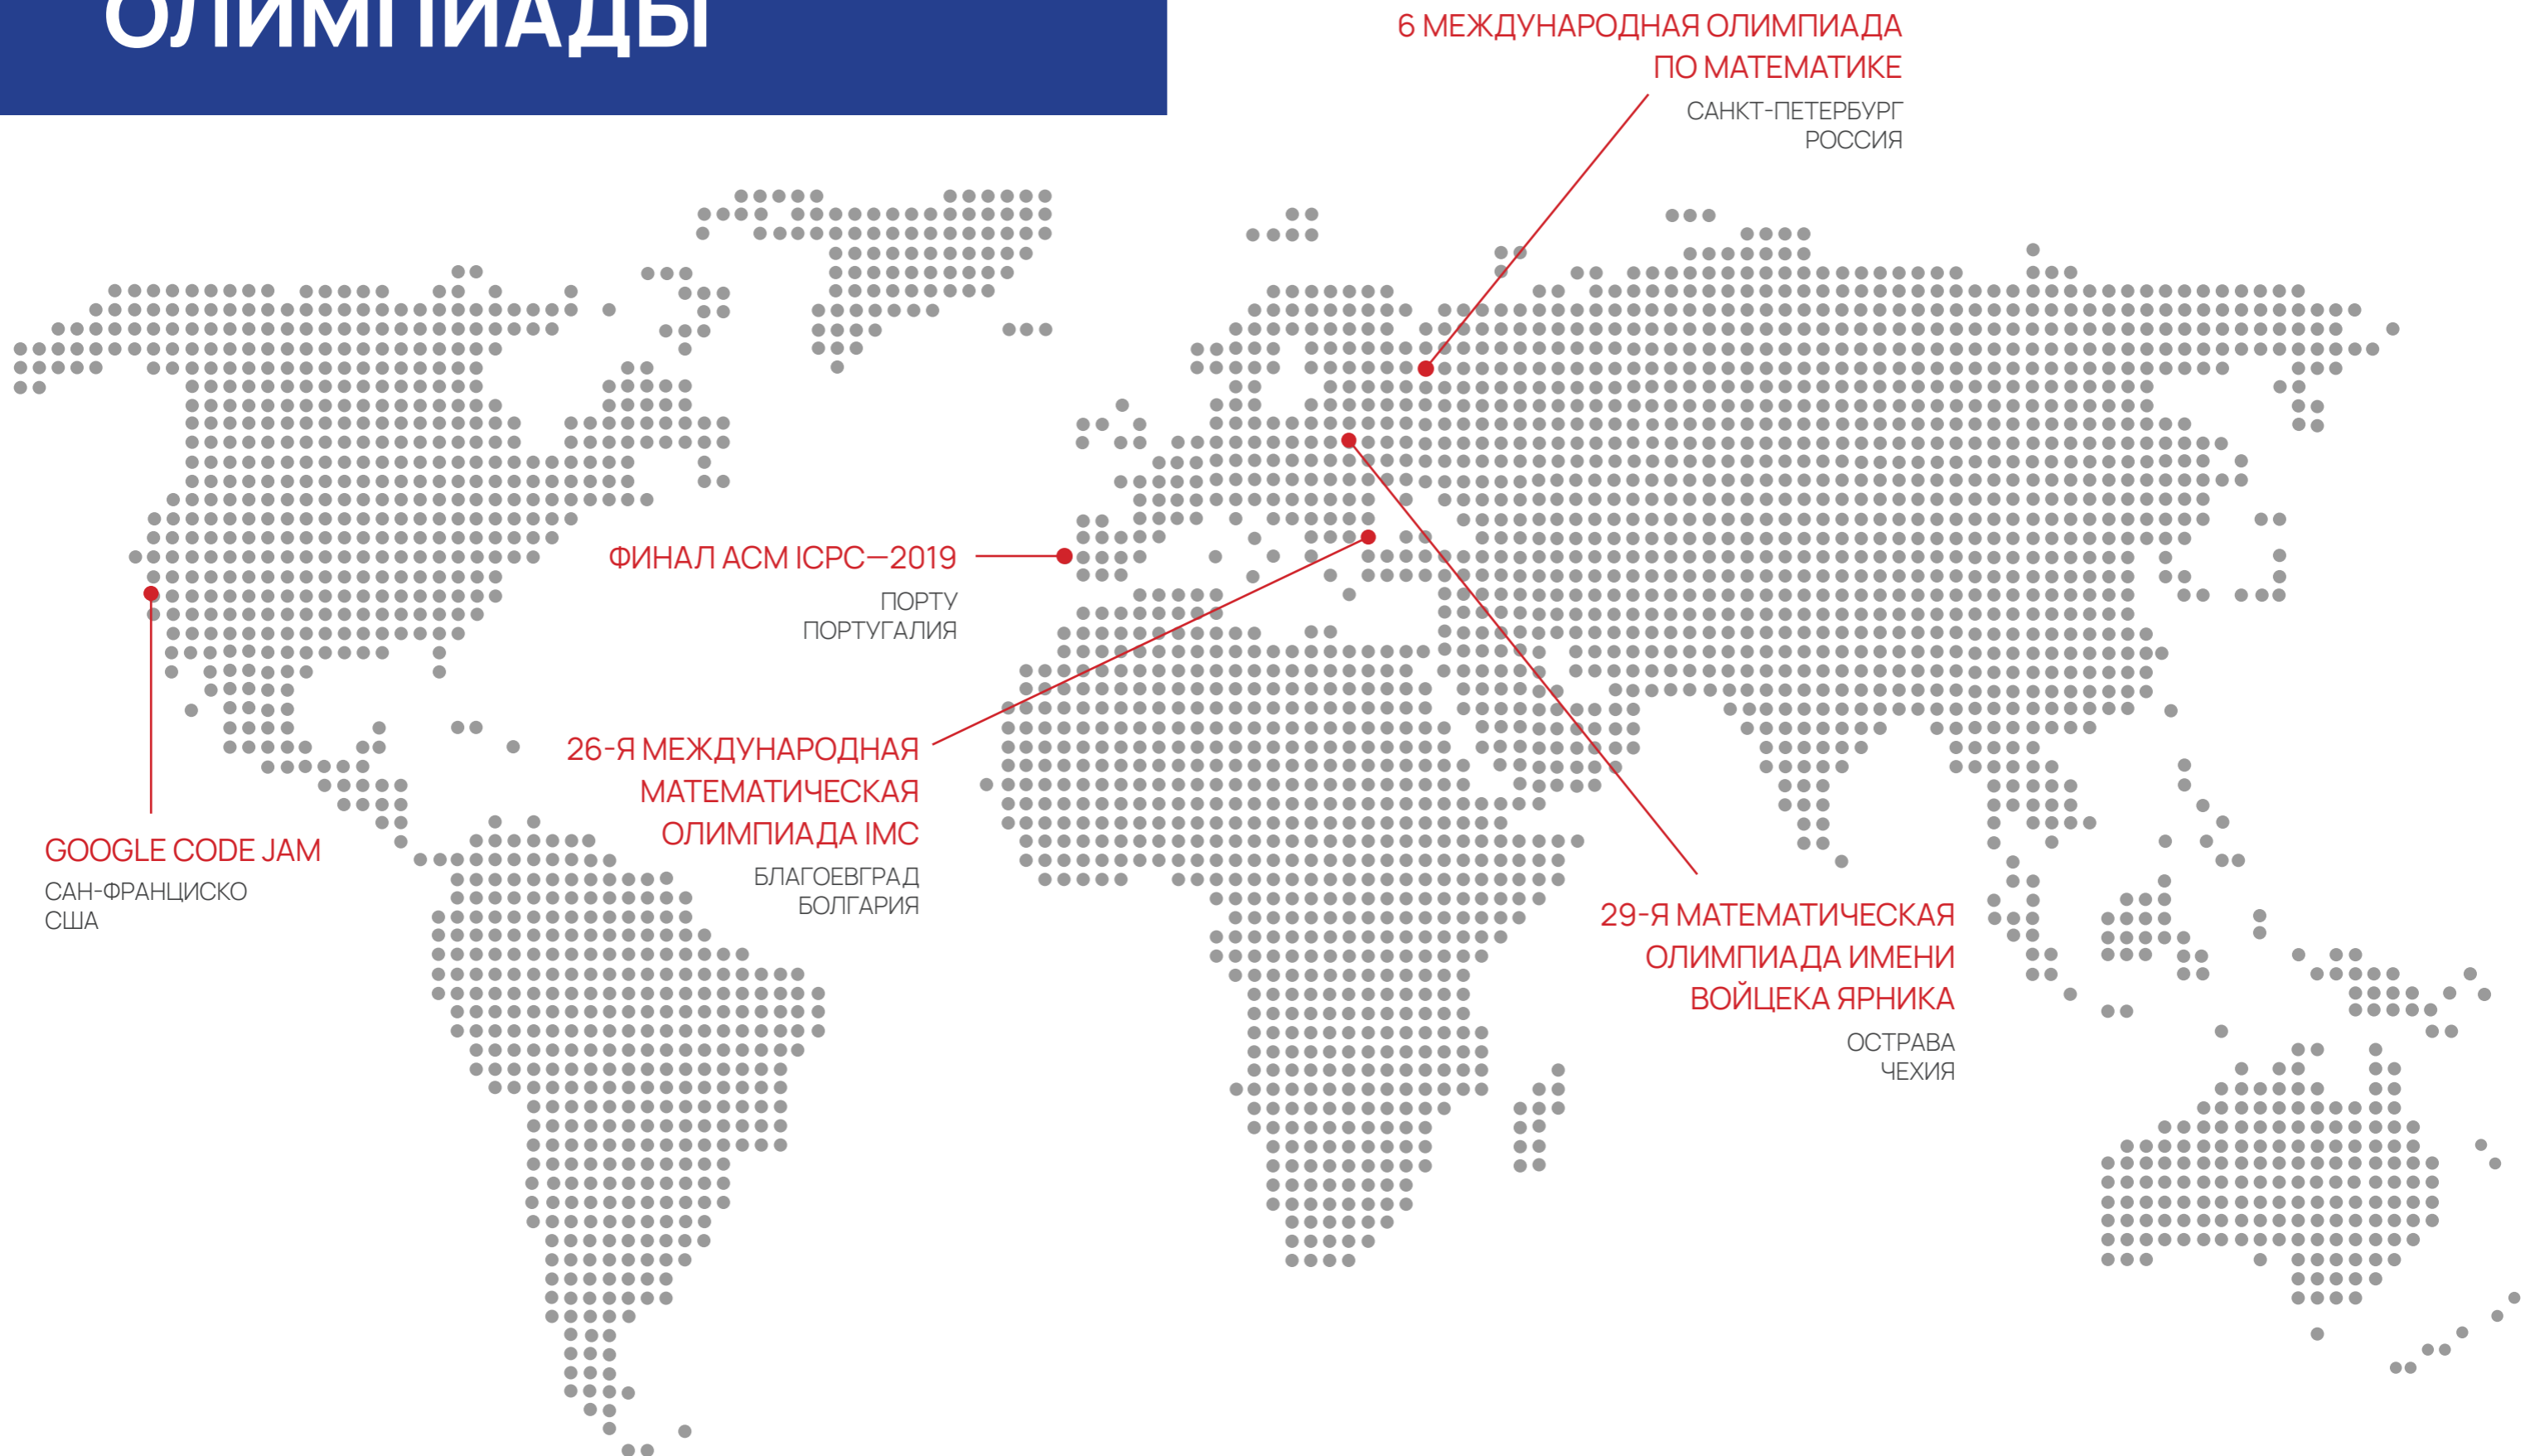 ОЛИМПИАДЫ
6 МЕЖДУНАРОДНАЯ ОЛИМПИАДА
ПО МАТЕМАТИКЕ
САНКТ-ПЕТЕРБУРГ
РОССИЯ
ФИНАЛ ACM ICPC—2019
ПОРТУ
ПОРТУГАЛИЯ
26-Я МЕЖДУНАРОДНАЯ
МАТЕМАТИЧЕСКАЯ
ОЛИМПИАДА IMC
БЛАГОЕВГРАД
БОЛГАРИЯ
GOOGLE CODE JAM
САН-ФРАНЦИСКО
США
29-Я МАТЕМАТИЧЕСКАЯ
ОЛИМПИАДА ИМЕНИ
ВОЙЦЕКА ЯРНИКА
ОСТРАВА
ЧЕХИЯ